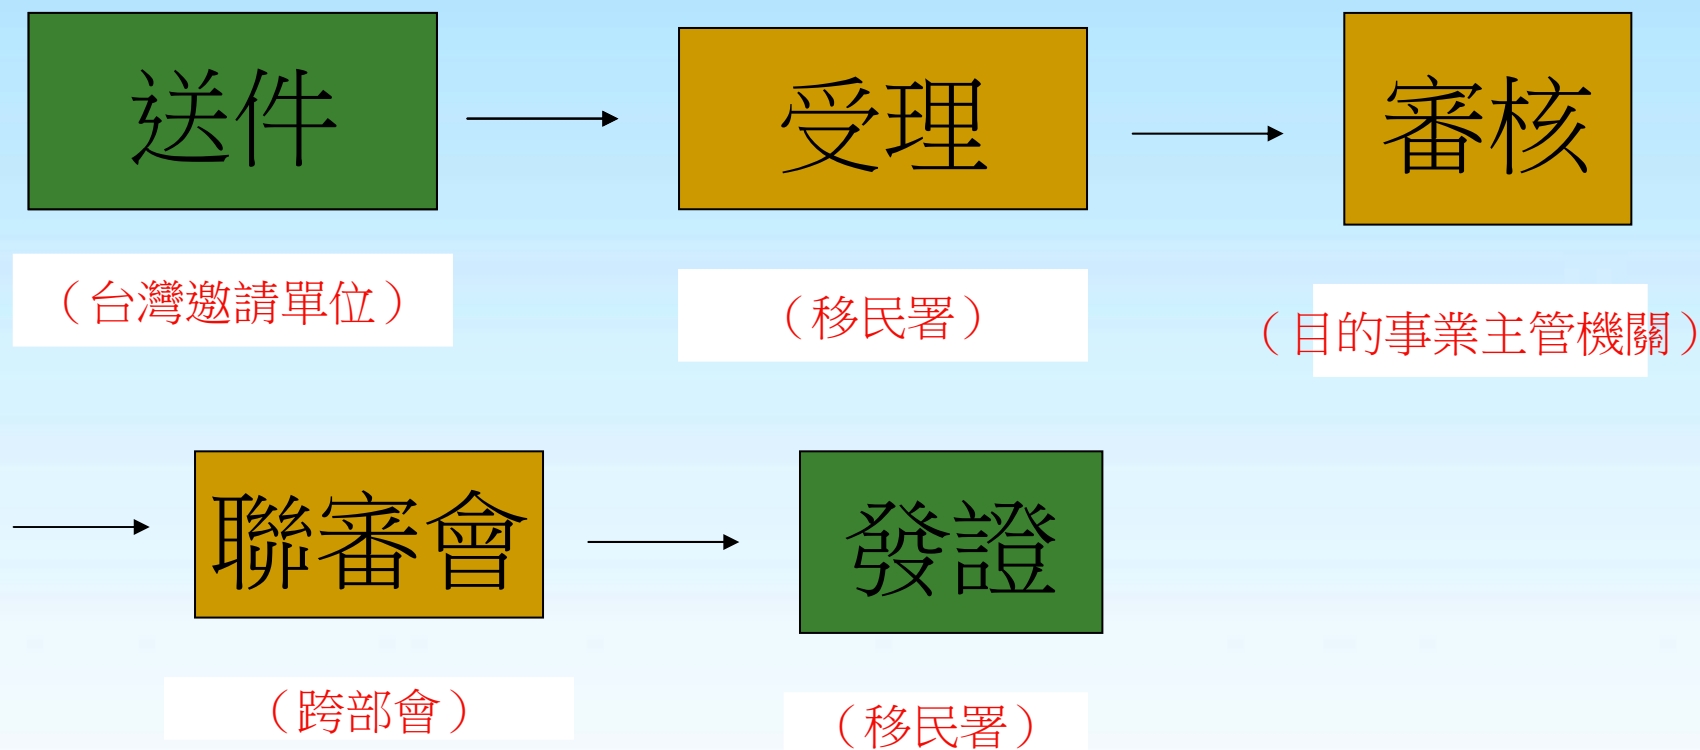 送件
受理
審核
（台灣邀請單位）
（移民署）
（目的事業主管機關）
聯審會
發證
（跨部會）
（移民署）